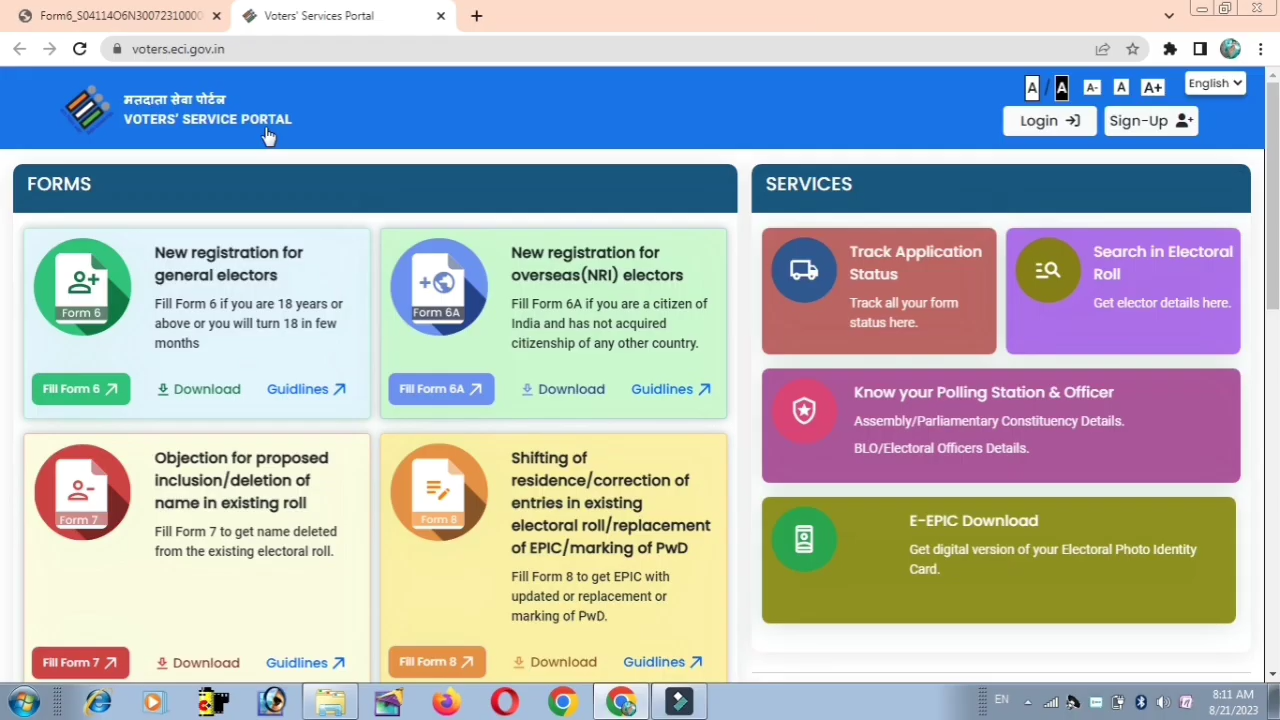 Form6_S04114O6N30072310000
Voters' Services Portal
voters.eci.gov.in
मतदाता सेवा पोर्टल
VOTERS' SERVICE PORTAL
A / A A- A A+ English
Login Sign-Up
FORMS
New registration for
general electors
Fill Form 6 if you are 18 years or
above or you will turn 18 in few
months
Form 6
Fill Form 6 Download Guidlines
New registration for
overseas(NRI) electors
Fill Form 6A if you are a citizen of
India and has not acquired
citizenship of any other country.
Form 6A
Fill Form 6A Download Guidlines
Objection for proposed
inclusion/deletion of
name in existing roll
Fill Form 7 to get name deleted
from the existing electoral roll.
Form 7
Fill Form 7 Download Guidlines
Shifting of
residence/correction of
entries in existing
electoral roll/replacement
of EPIC/marking of PwD
Fill Form 8 to get EPIC with
updated or replacement or
marking of PwD.
Form 8
Fill Form 8 Download Guidlines
SERVICES
Track Application
Status
Track all your form
status here.
Search in Electoral
Roll
Get elector details here.
Know your Polling Station & Officer
Assembly/Parliamentary Constituency Details.
BLO/Electoral Officers Details.
E-EPIC Download
Get digital version of your Electoral Photo Identity
Card.
EN
8:11 AM
8/21/2023